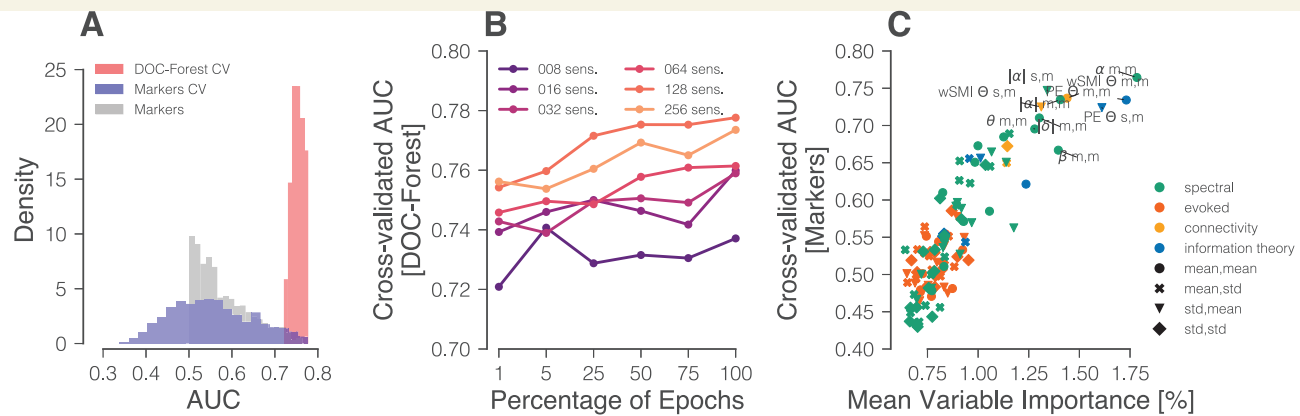 A
DOC-Forest CV
Markers CV
Markers
Density
25
20
15
10
5
0
0.3 0.4 0.5 0.6 0.7 0.8
AUC
B
Cross-validated AUC
[DOC-Forest]
0.80
0.78
0.76
0.74
0.72
0.70
008 sens.
016 sens.
032 sens.
064 sens.
128 sens.
256 sens.
1 5 25 50 75 100
Percentage of Epochs
C
Cross-validated AUC
[Markers]
0.80
0.75
0.70
0.65
0.60
0.55
0.50
0.45
0.40
α m,m
|α| s,m
wSMI Θ m,m
wSMI Θ s,m
PE Θ m,m
|α| m,m
PE Θ s,m
θ m,m
|δ| m,m
β m,m
0.75 1.00 1.25 1.50 1.75
Mean Variable Importance [%]
spectral
evoked
connectivity
information theory
mean,mean
mean,std
std,mean
std,std